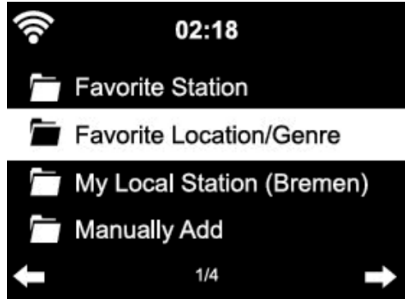 02:18
Favorite Station
Favorite Location/Genre
My Local Station (Bremen)
Manually Add
1/4